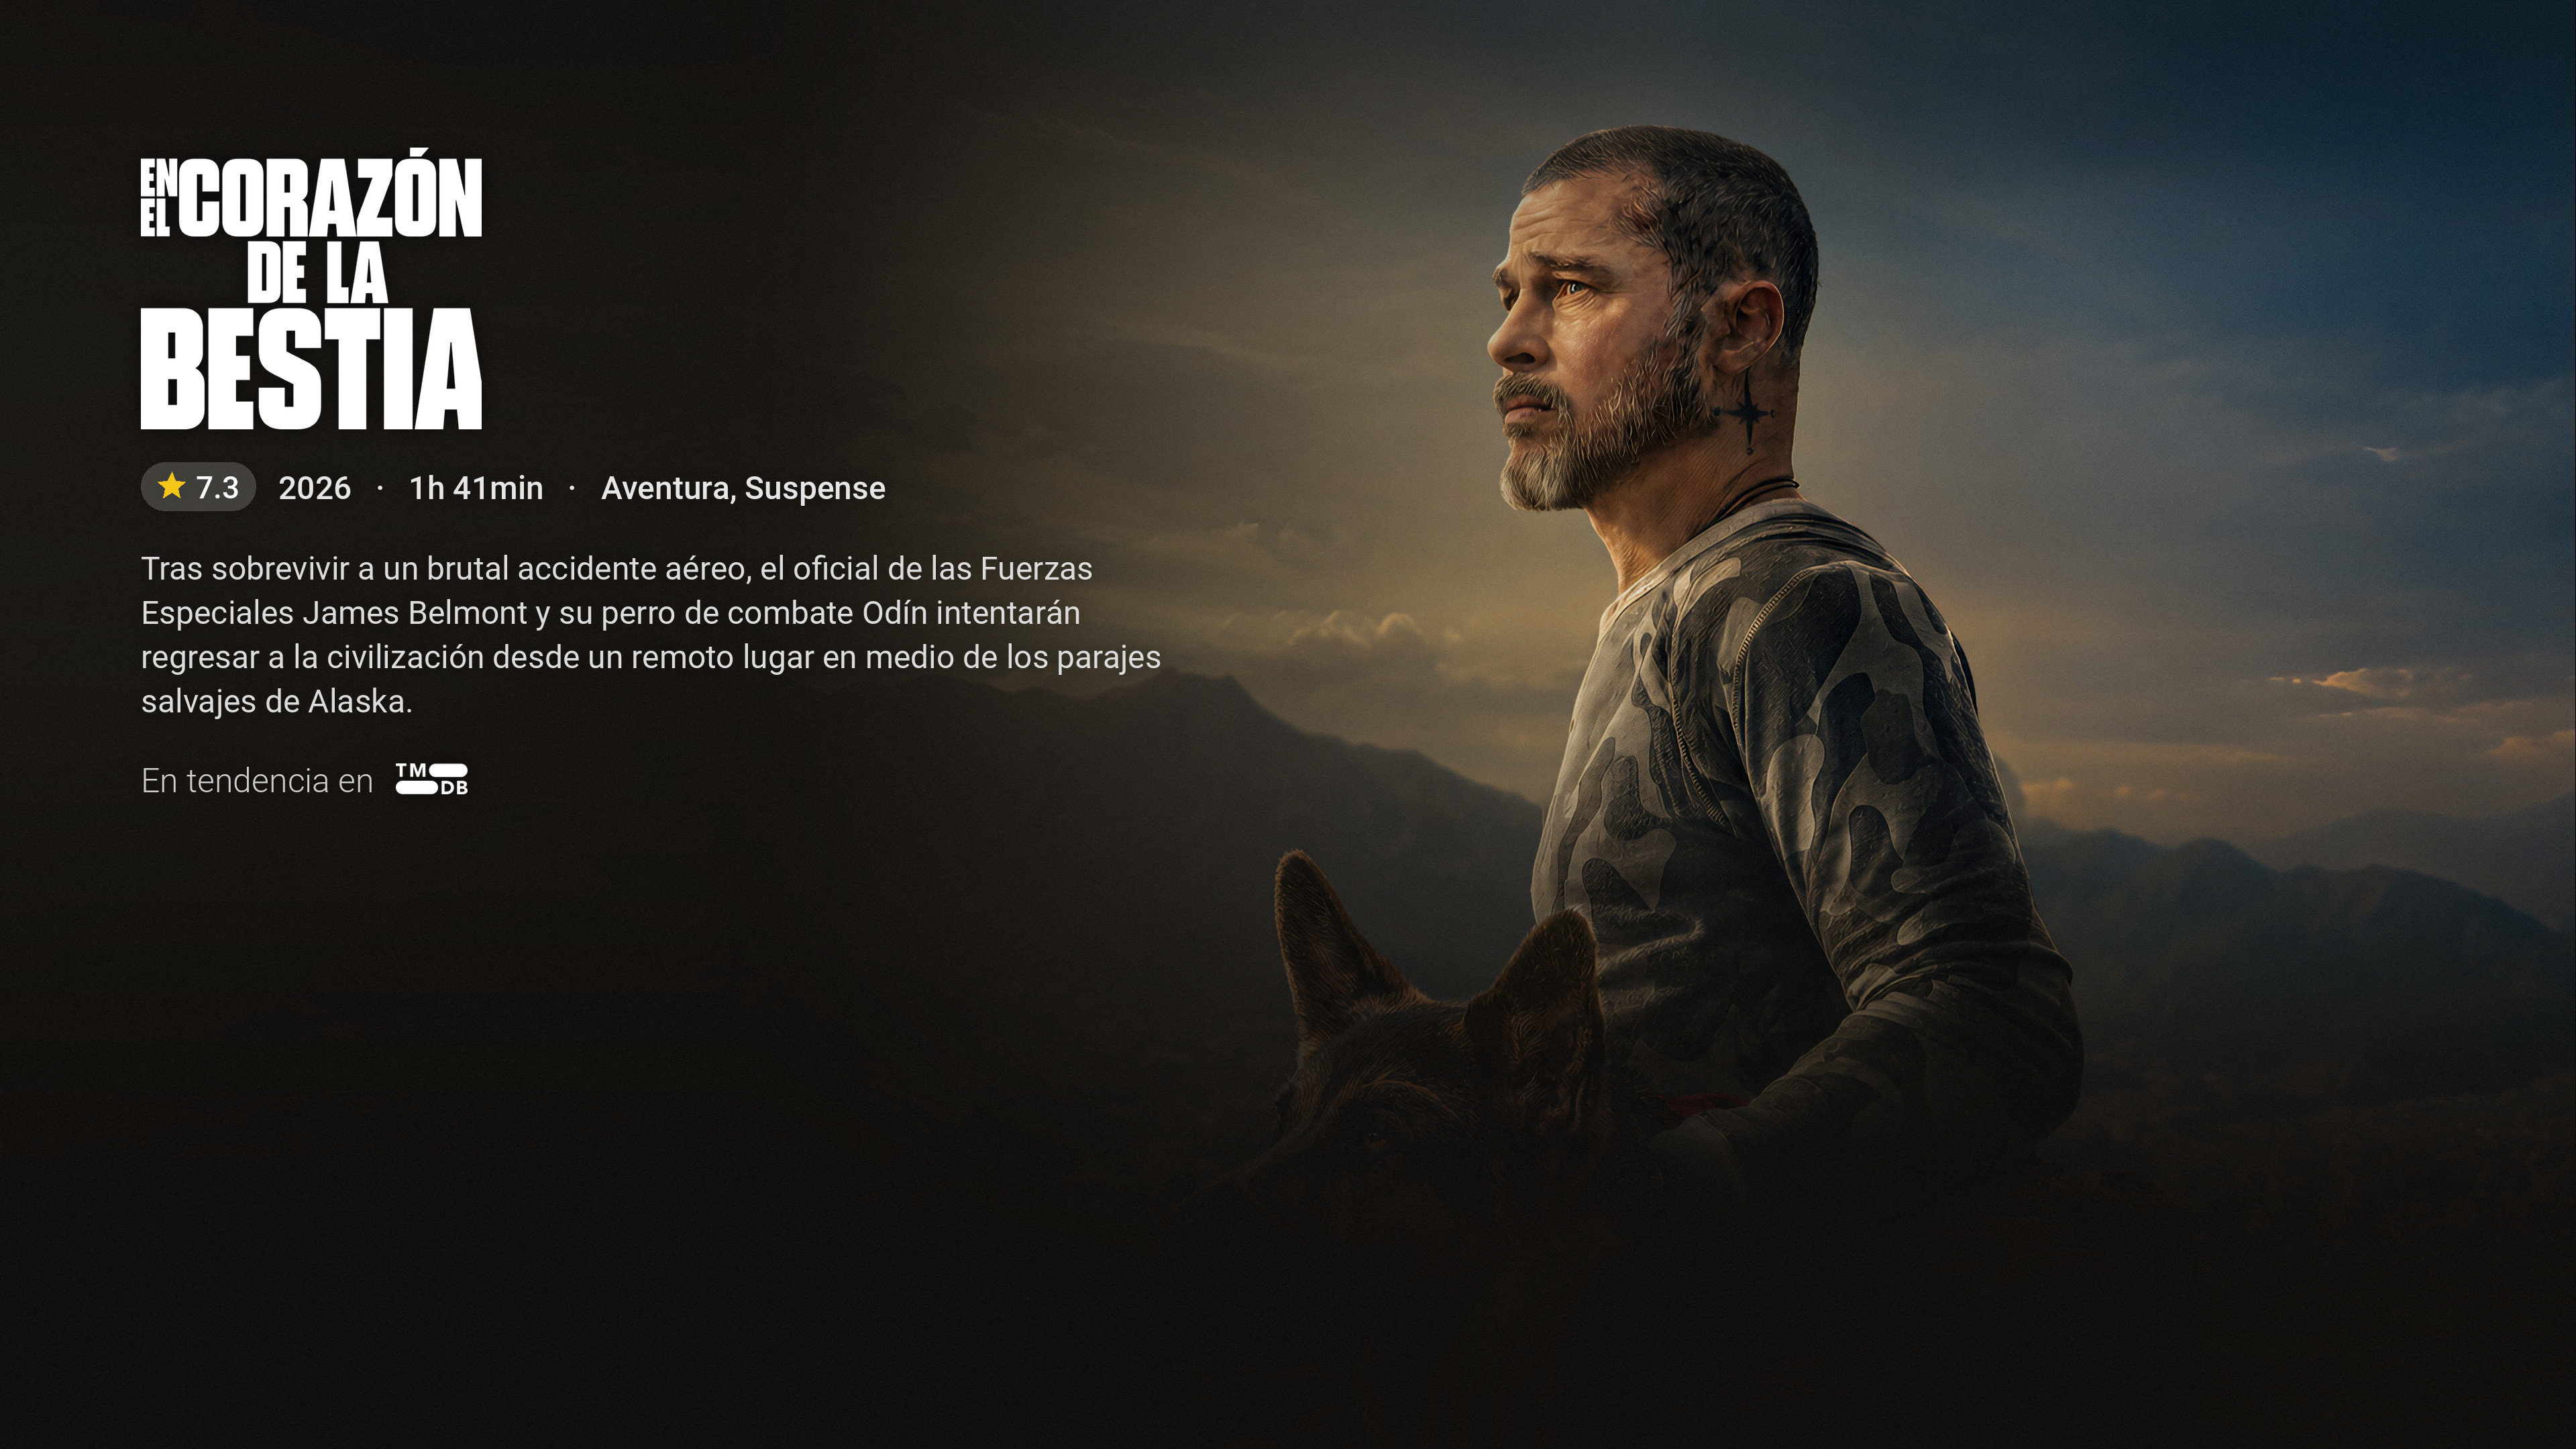 EN EL CORAZÓN
DE LA
BESTIA
7.3 2026 · 1h 41min · Aventura, Suspense
Tras sobrevivir a un brutal accidente aéreo, el oficial de las Fuerzas
Especiales James Belmont y su perro de combate Odín intentarán
regresar a la civilización desde un remoto lugar en medio de los parajes
salvajes de Alaska.
En tendencia en TMDB